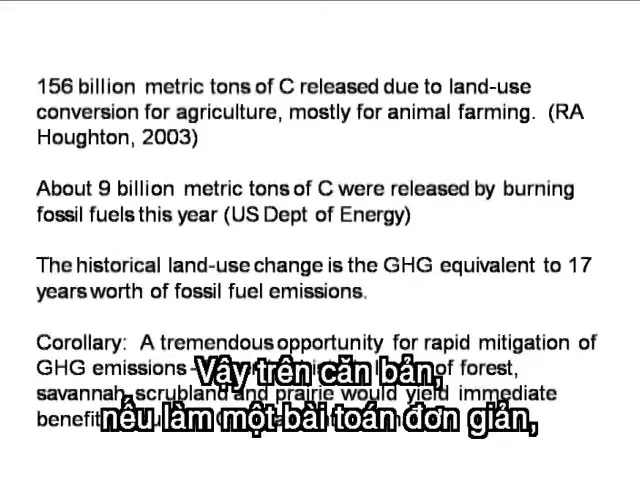 156 billion metric tons of C released due to land-use
conversion for agriculture, mostly for animal farming. (RA
Houghton, 2003)
About 9 billion metric tons of C were released by burning
fossil fuels this year (US Dept of Energy)
The historical land-use change is the GHG equivalent to 17
years worth of fossil fuel emissions.
Corollary: A tremendous opportunity for rapid mitigation of
GHG emissions of forest,
savannah, scrubland and prairie would yield immediate
Vậy trên căn bản,
nếu làm một bài toán đơn giản,